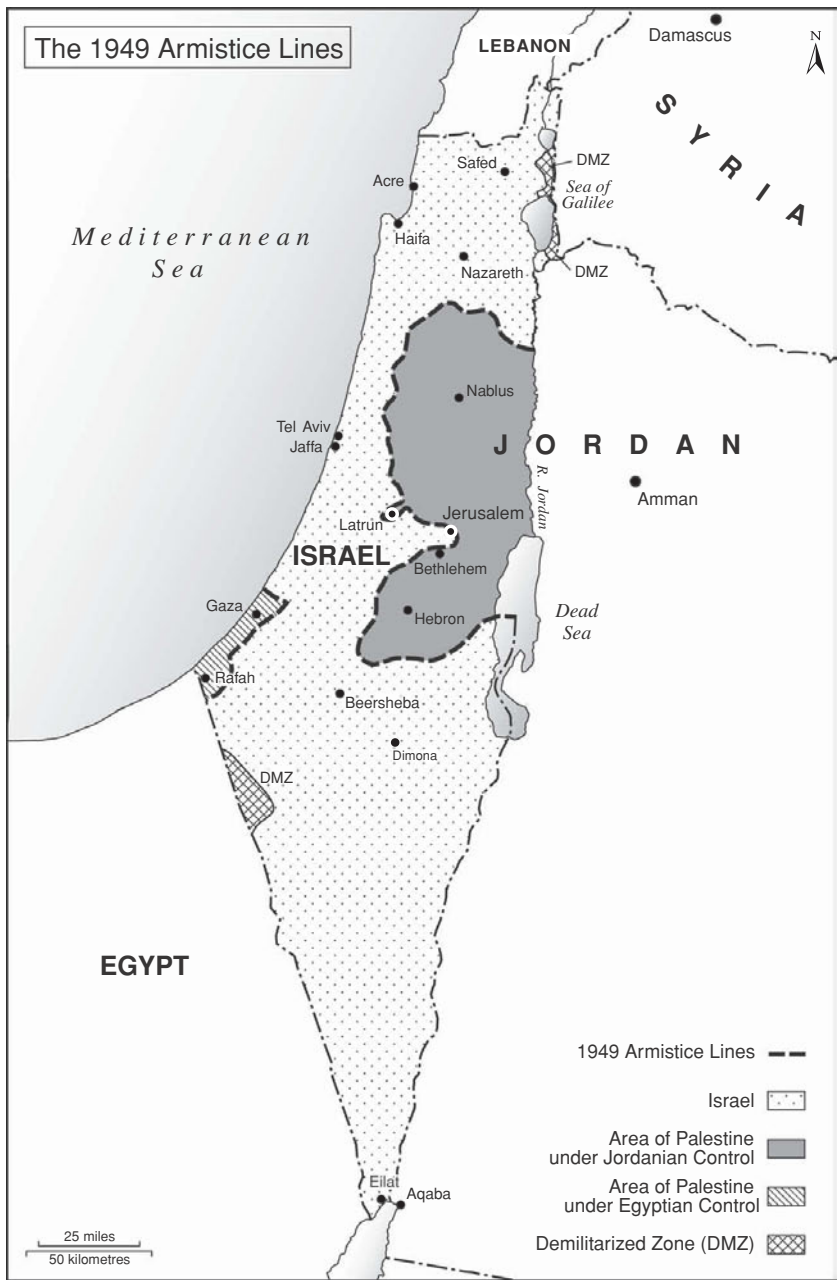 The 1949 Armistice Lines
LEBANON
Damascus
N
SYRIA
Safed
DMZ
Acre
Sea of
Galilee
Haifa
Mediterranean
Sea
Nazareth
DMZ
Nablus
Tel Aviv
Jaffa
JORDAN
R. Jordan
Amman
Latrun
Jerusalem
ISRAEL
Bethlehem
Gaza
Hebron
Dead
Sea
Rafah
Beersheba
Dimona
DMZ
EGYPT
1949 Armistice Lines
Israel
Area of Palestine
under Jordanian Control
Area of Palestine
under Egyptian Control
Demilitarized Zone (DMZ)
Eilat
Aqaba
25 miles
50 kilometres